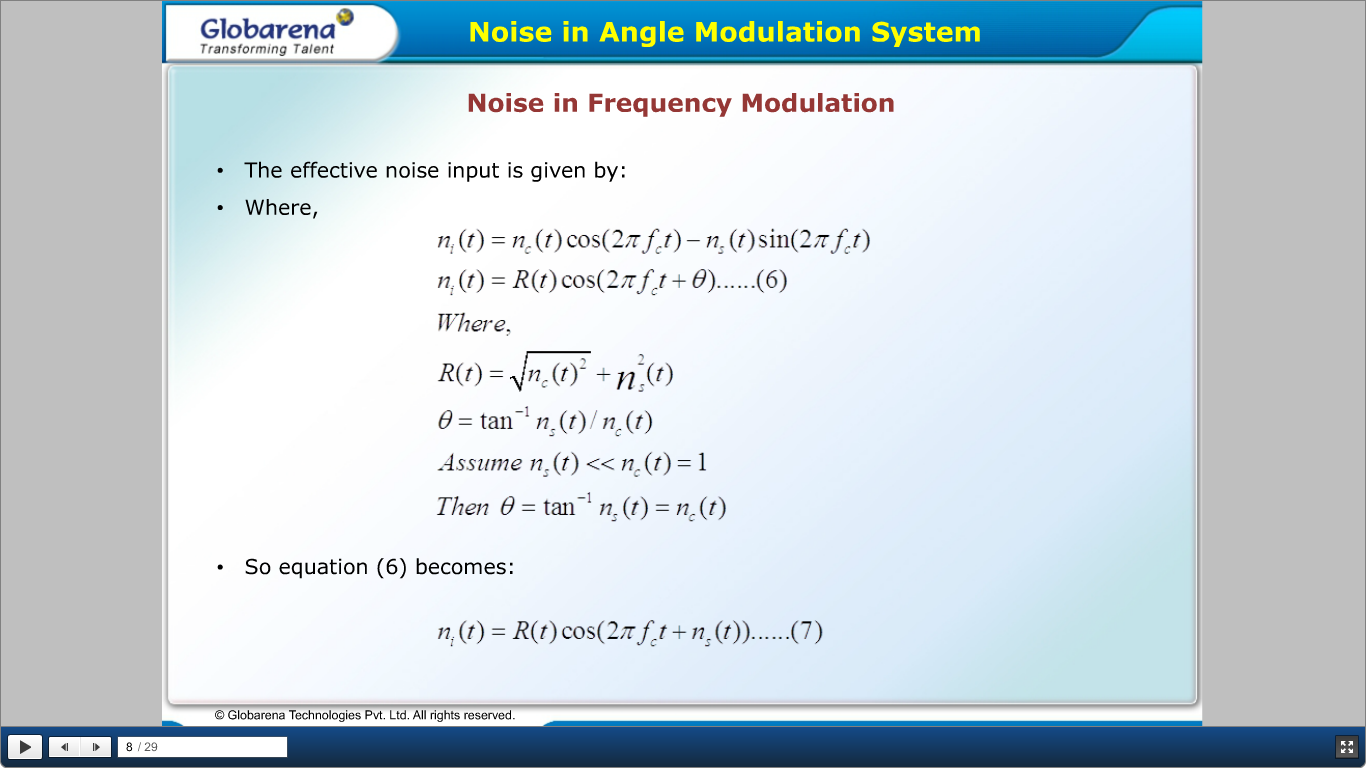 Globarena
Transforming Talent
Noise in Angle Modulation System
Noise in Frequency Modulation
• The effective noise input is given by:
• Where,
n_i(t) = n_c(t)cos(2π f_c t) − n_s(t)sin(2π f_c t)
n_i(t) = R(t)cos(2π f_c t + θ)......(6)
Where,
R(t) = √n_c(t)² + n_s²(t)
θ = tan⁻¹ n_s(t) / n_c(t)
Assume n_s(t) << n_c(t) = 1
Then θ = tan⁻¹ n_s(t) = n_c(t)
• So equation (6) becomes:
n_i(t) = R(t)cos(2π f_c t + n_s(t))......(7)
© Globarena Technologies Pvt. Ltd. All rights reserved.
8 / 29